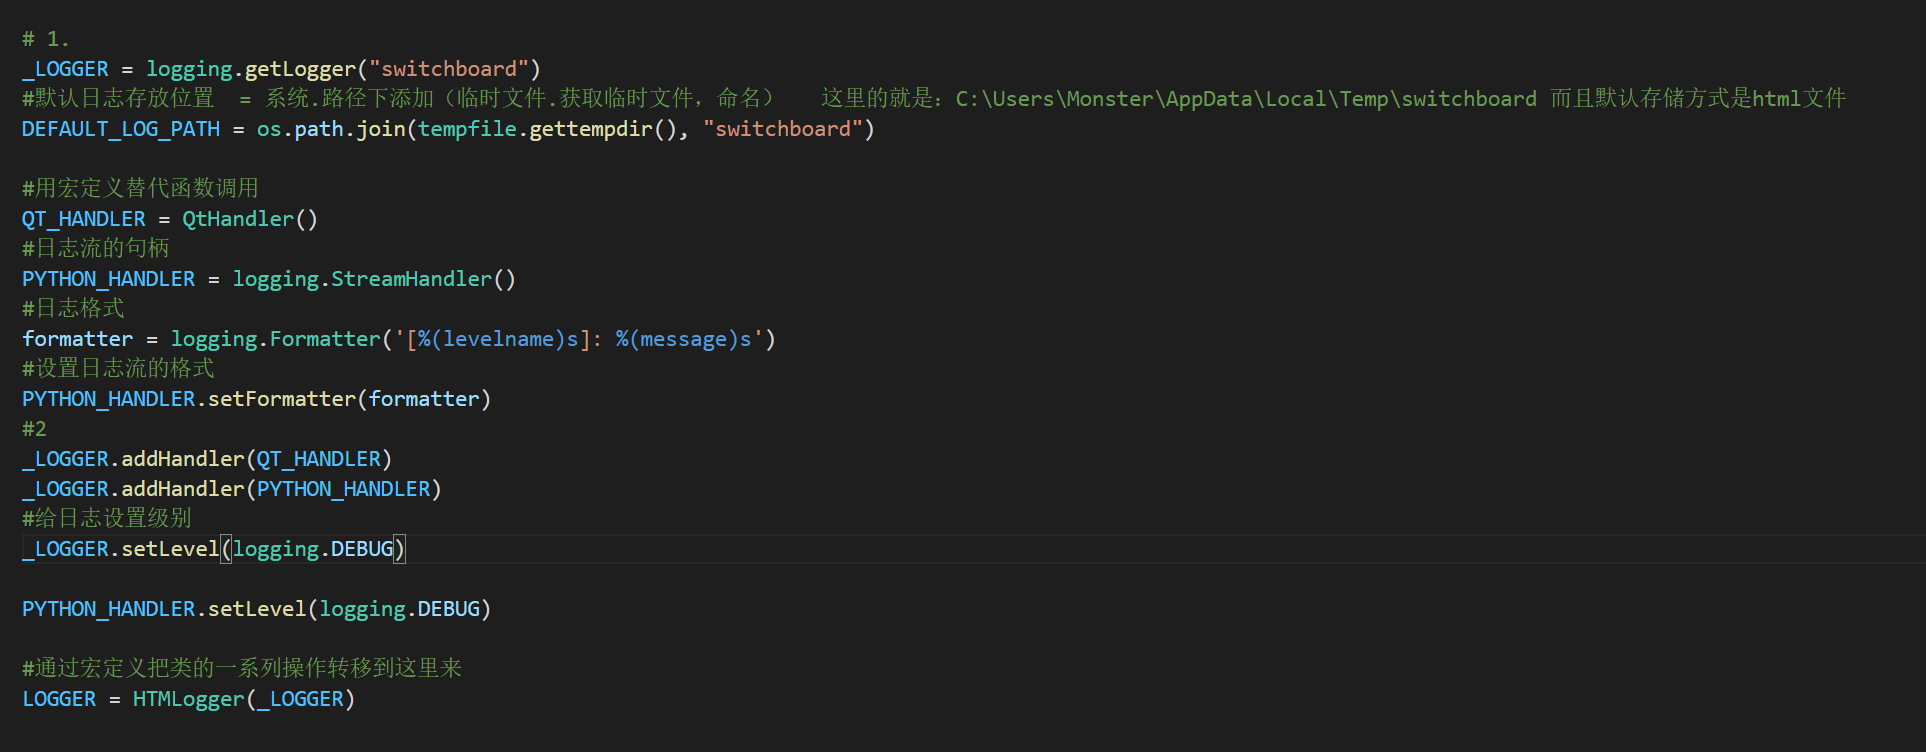 # 1.
_LOGGER = logging.getLogger("switchboard")
#默认日志存放位置  = 系统.路径下添加（临时文件.获取临时文件，命名）   这里的就是：C:\Users\Monster\AppData\Local\Temp\switchboard 而且默认存储方式是html文件
DEFAULT_LOG_PATH = os.path.join(tempfile.gettempdir(), "switchboard")
#用宏定义替代函数调用
QT_HANDLER = QtHandler()
#日志流的句柄
PYTHON_HANDLER = logging.StreamHandler()
#日志格式
formatter = logging.Formatter('[%(levelname)s]: %(message)s')
#设置日志流的格式
PYTHON_HANDLER.setFormatter(formatter)
#2
_LOGGER.addHandler(QT_HANDLER)
_LOGGER.addHandler(PYTHON_HANDLER)
#给日志设置级别
_LOGGER.setLevel(logging.DEBUG)
PYTHON_HANDLER.setLevel(logging.DEBUG)
#通过宏定义把类的一系列操作转移到这里来
LOGGER = HTMLogger(_LOGGER)